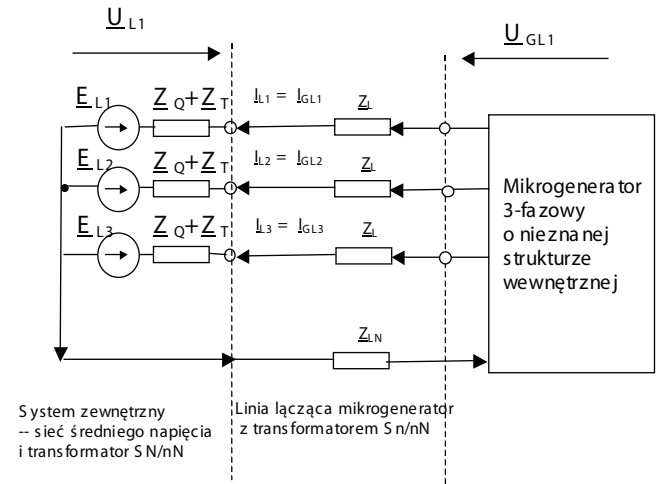 U L1
U GL1
E L1 Z Q+Z T I L1 = I GL1 Z L
E L2 Z Q+Z T I L2 = I GL2 Z L
E L3 Z Q+Z T I L3 = I GL3 Z L
Mikrogenerator
3-fazowy
o nieznanej
strukturze
wewnętrznej
Z LN
System zewnętrzny
-- sieć średniego napięcia
i transformator SN/nN
Linia łącząca mikrogenerator
z transformatorem Sn/nN